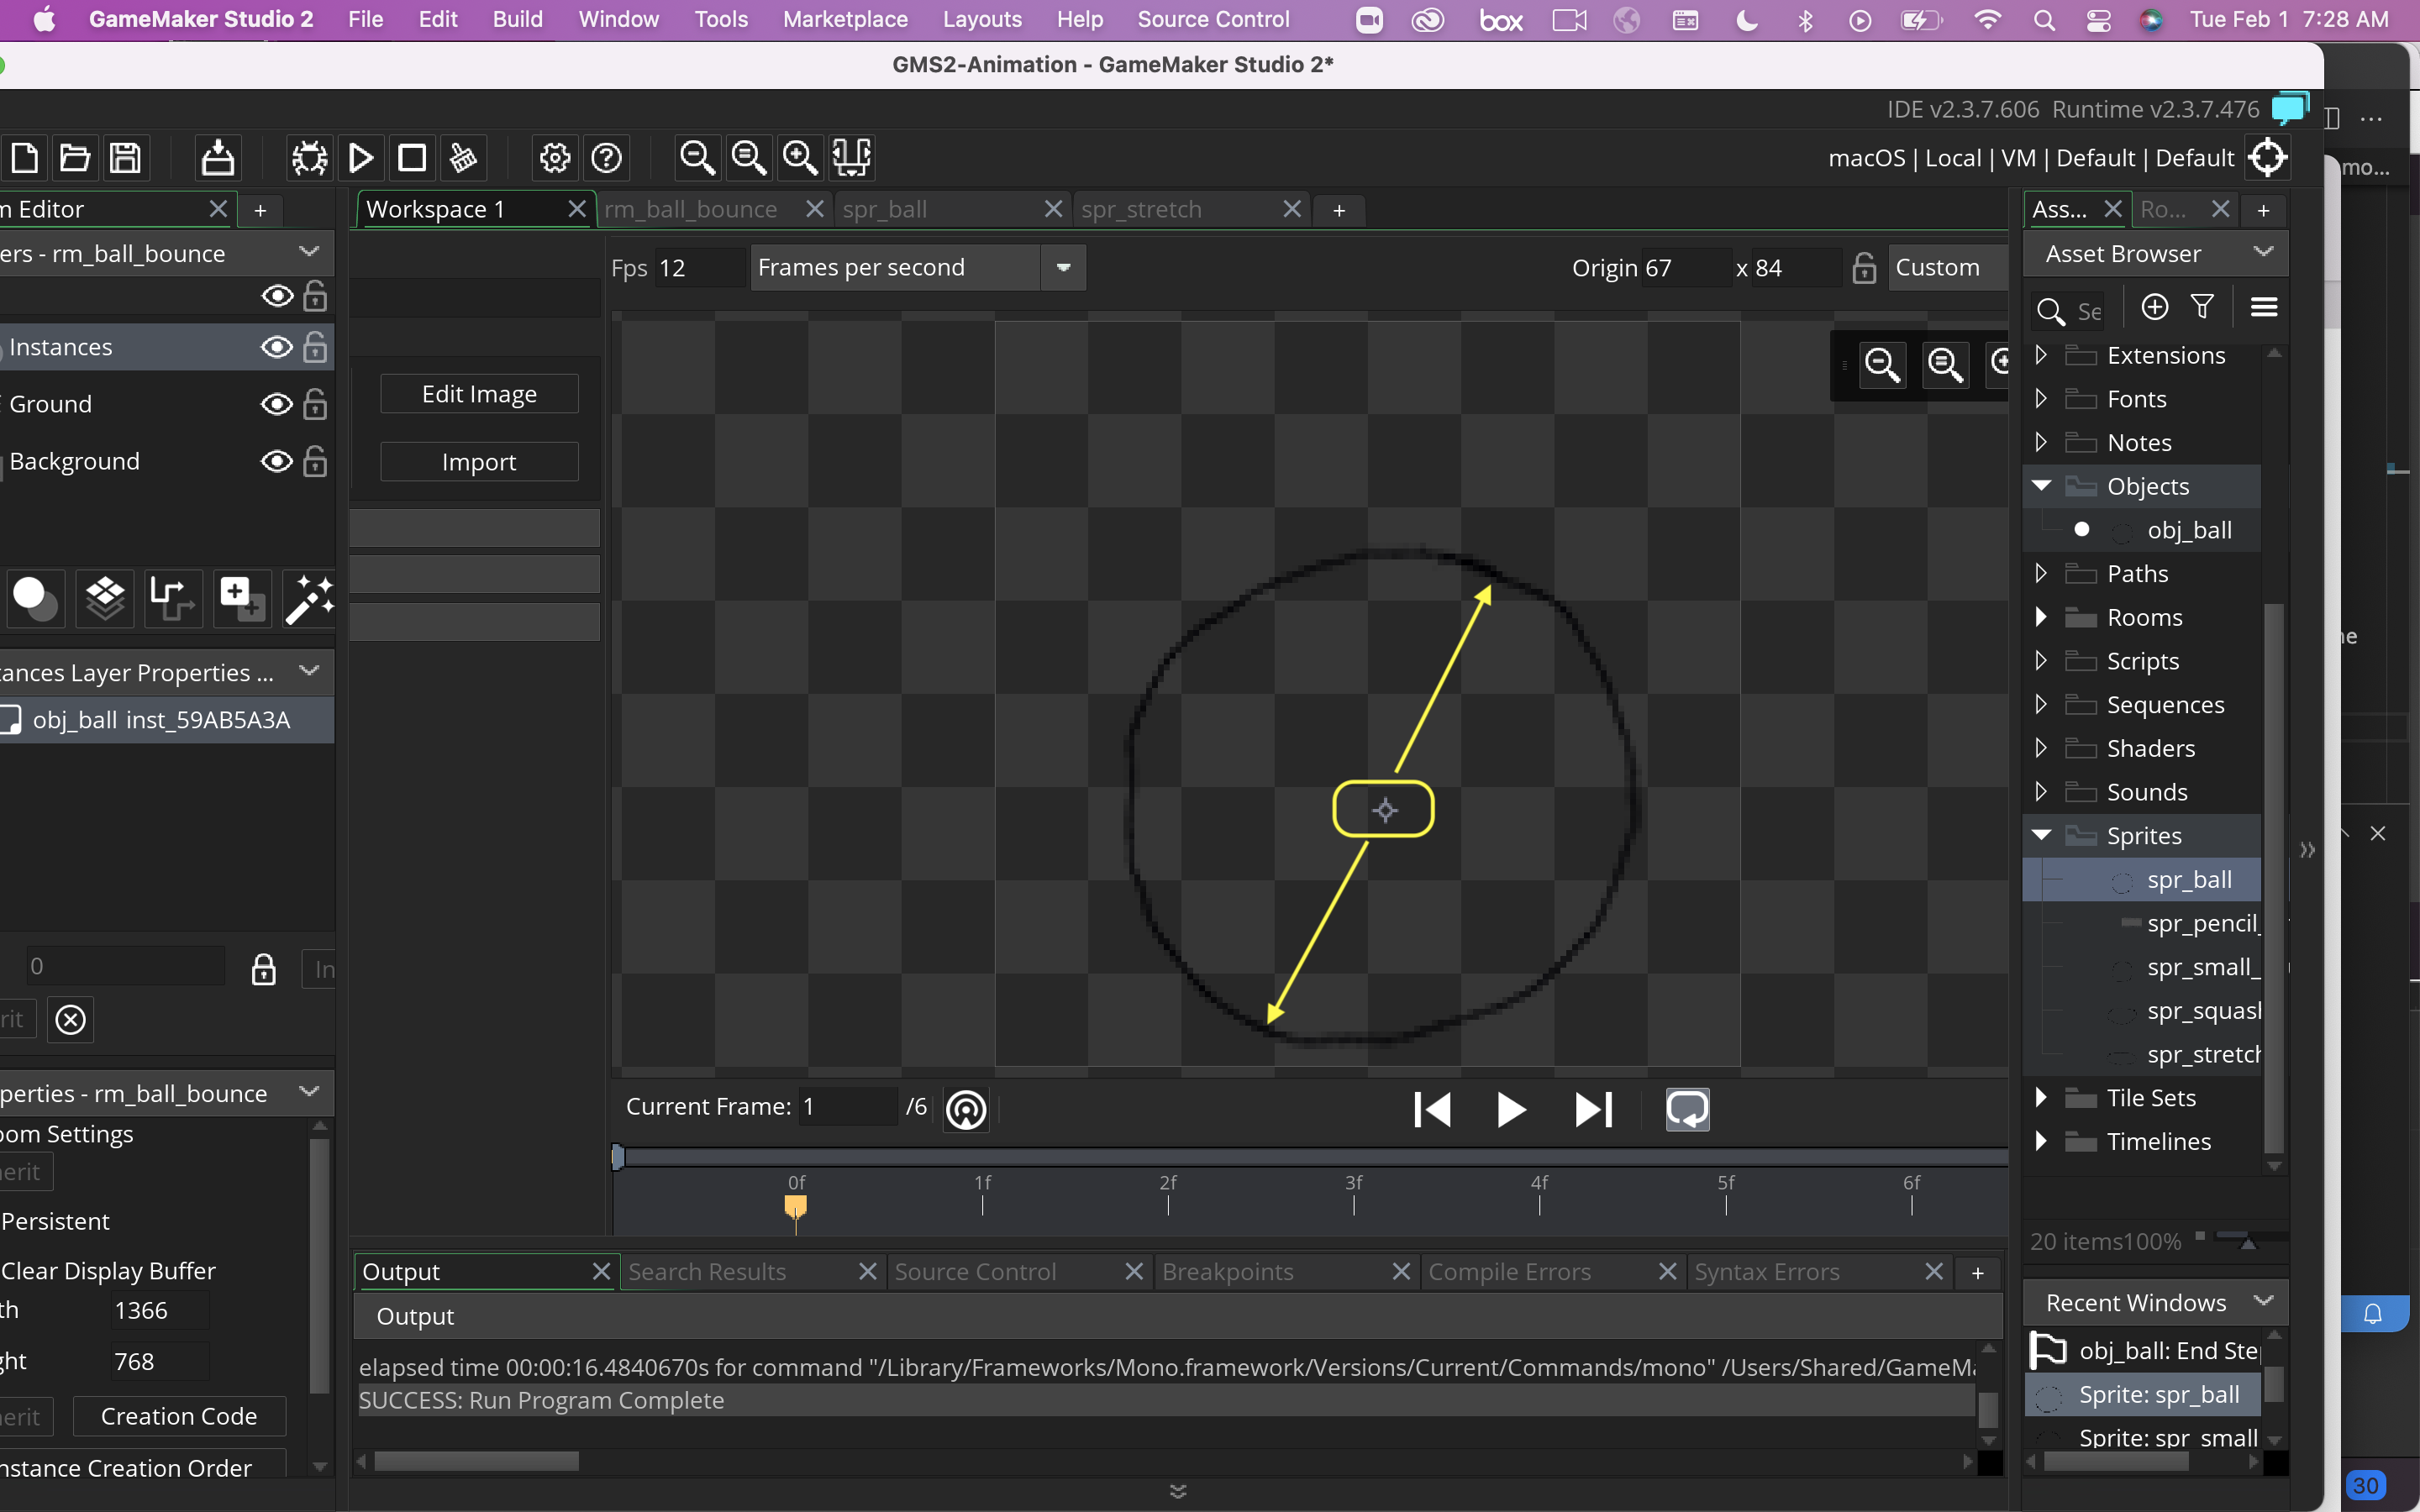 GameMaker Studio 2 File Edit Build Window Tools Marketplace Layouts Help Source Control box Tue Feb 1 7:28 AM
GMS2-Animation - GameMaker Studio 2*
IDE v2.3.7.606 Runtime v2.3.7.476
macOS | Local | VM | Default | Default
mo...
m Editor
Workspace 1 rm_ball_bounce spr_ball spr_stretch
Ass... Ro...
ers - rm_ball_bounce
Fps 12 Frames per second Origin 67 x 84 Custom
Asset Browser
Se
Instances
Ground
Background
Edit Image
Import
Extensions
Fonts
Notes
Objects
obj_ball
Paths
Rooms
Scripts
Sequences
Shaders
Sounds
Sprites
spr_ball
spr_pencil_
spr_small_
spr_squash
spr_stretch
Tile Sets
Timelines
20 items 100%
tances Layer Properties ...
obj_ball inst_59AB5A3A
0
In
rit
perties - rm_ball_bounce
oom Settings
erit
Persistent
Clear Display Buffer
th 1366
ght 768
erit Creation Code
nstance Creation Order
Current Frame: 1 /6
0f 1f 2f 3f 4f 5f 6f
Output Search Results Source Control Breakpoints Compile Errors Syntax Errors
Output
elapsed time 00:00:16.4840670s for command "/Library/Frameworks/Mono.framework/Versions/Current/Commands/mono" /Users/Shared/GameMa
SUCCESS: Run Program Complete
Recent Windows
obj_ball: End Step
Sprite: spr_ball
Sprite: spr_small
30